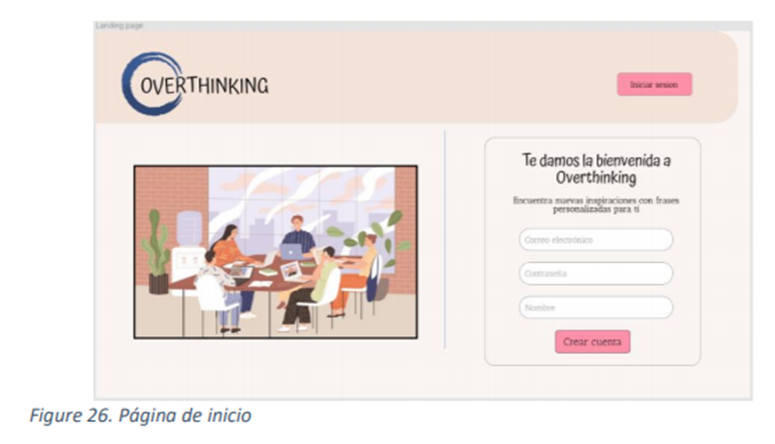 Landing page
OVERTHINKING
Iniciar sesion
Te damos la bienvenida a
Overthinking
Encuentra nuevas inspiraciones con frases
personalizadas para ti
Correo electrónico
Contraseña
Nombre
Crear cuenta
Figure 26. Página de inicio